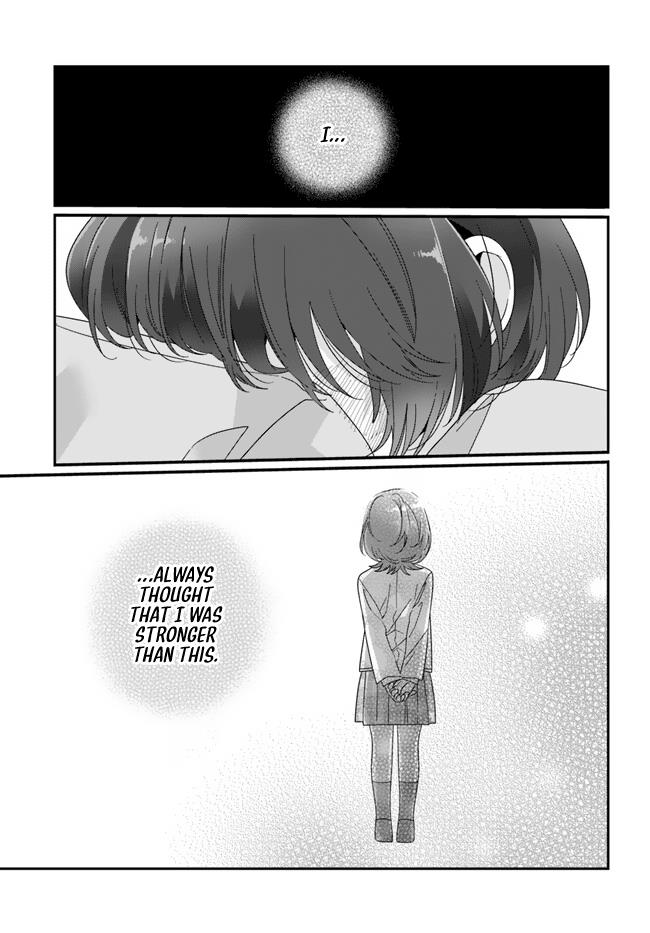 I...
...ALWAYS
THOUGHT
THAT I WAS
STRONGER
THAN THIS.